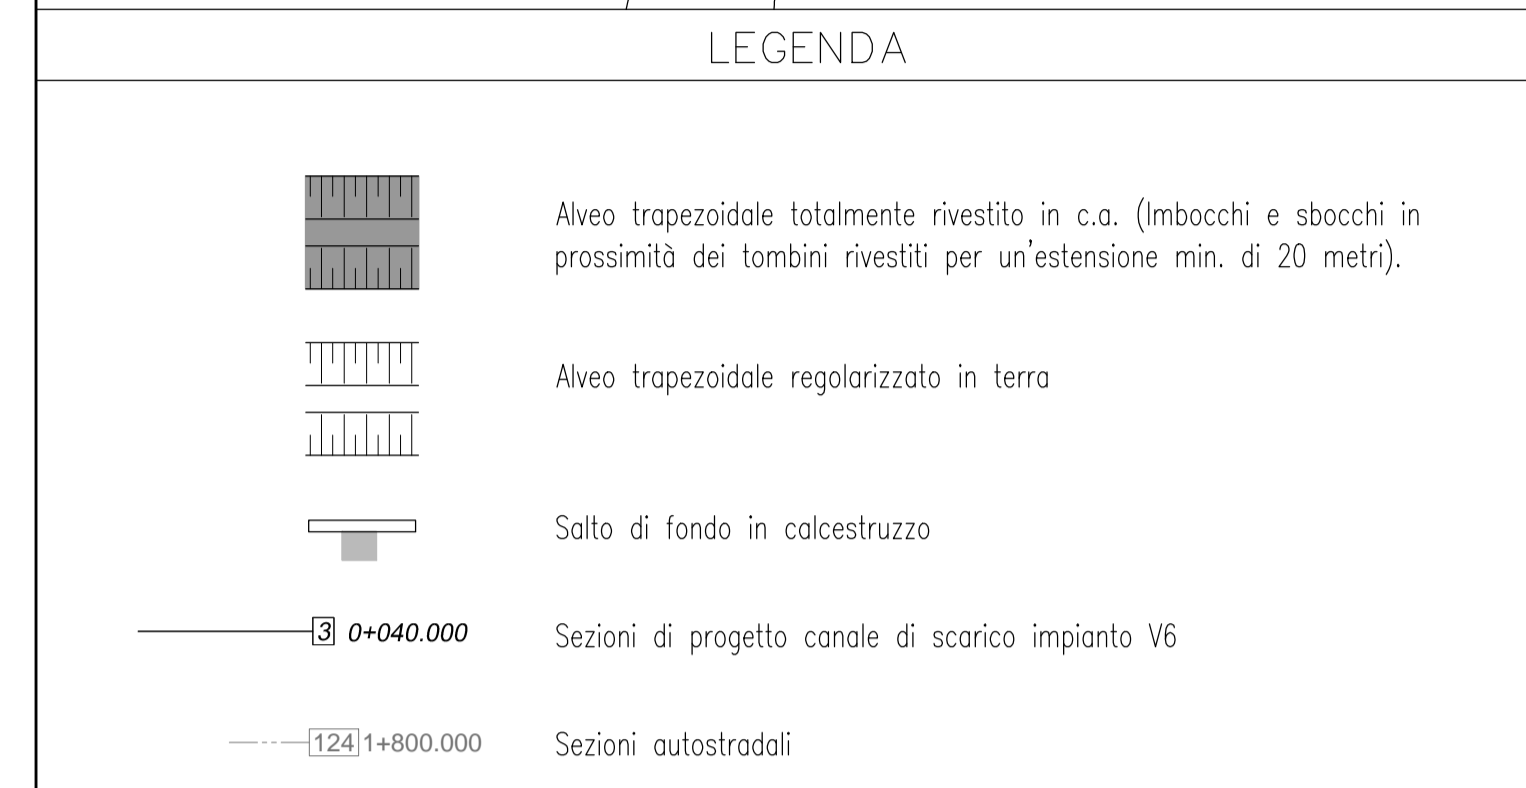 LEGENDA
Alveo trapezoidale totalmente rivestito in c.a. (Imbocchi e sbocchi in
prossimità dei tombini rivestiti per un'estensione min. di 20 metri).
Alveo trapezoidale regolarizzato in terra
Salto di fondo in calcestruzzo
3 0+040.000 Sezioni di progetto canale di scarico impianto V6
124 1+800.000 Sezioni autostradali